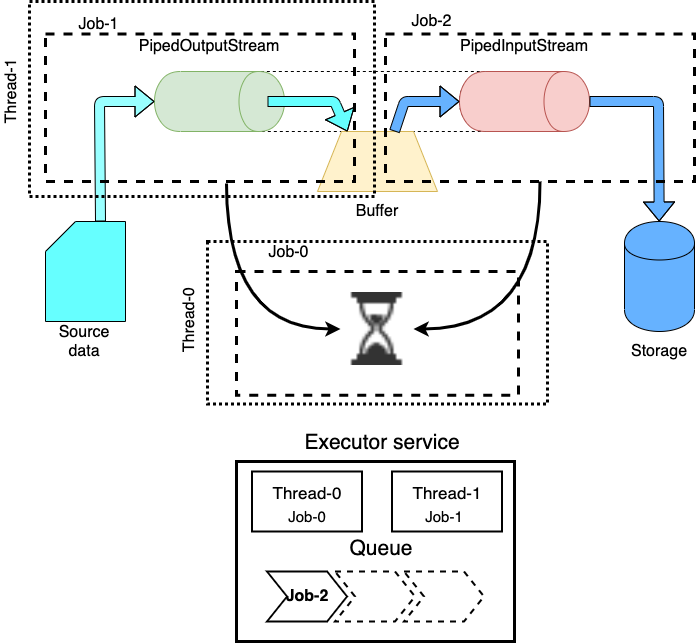 Job-1
Job-2
PipedOutputStream
PipedInputStream
Thread-1
Buffer
Job-0
Thread-0
Source
data
Storage
Executor service
Thread-0
Job-0
Thread-1
Job-1
Queue
Job-2